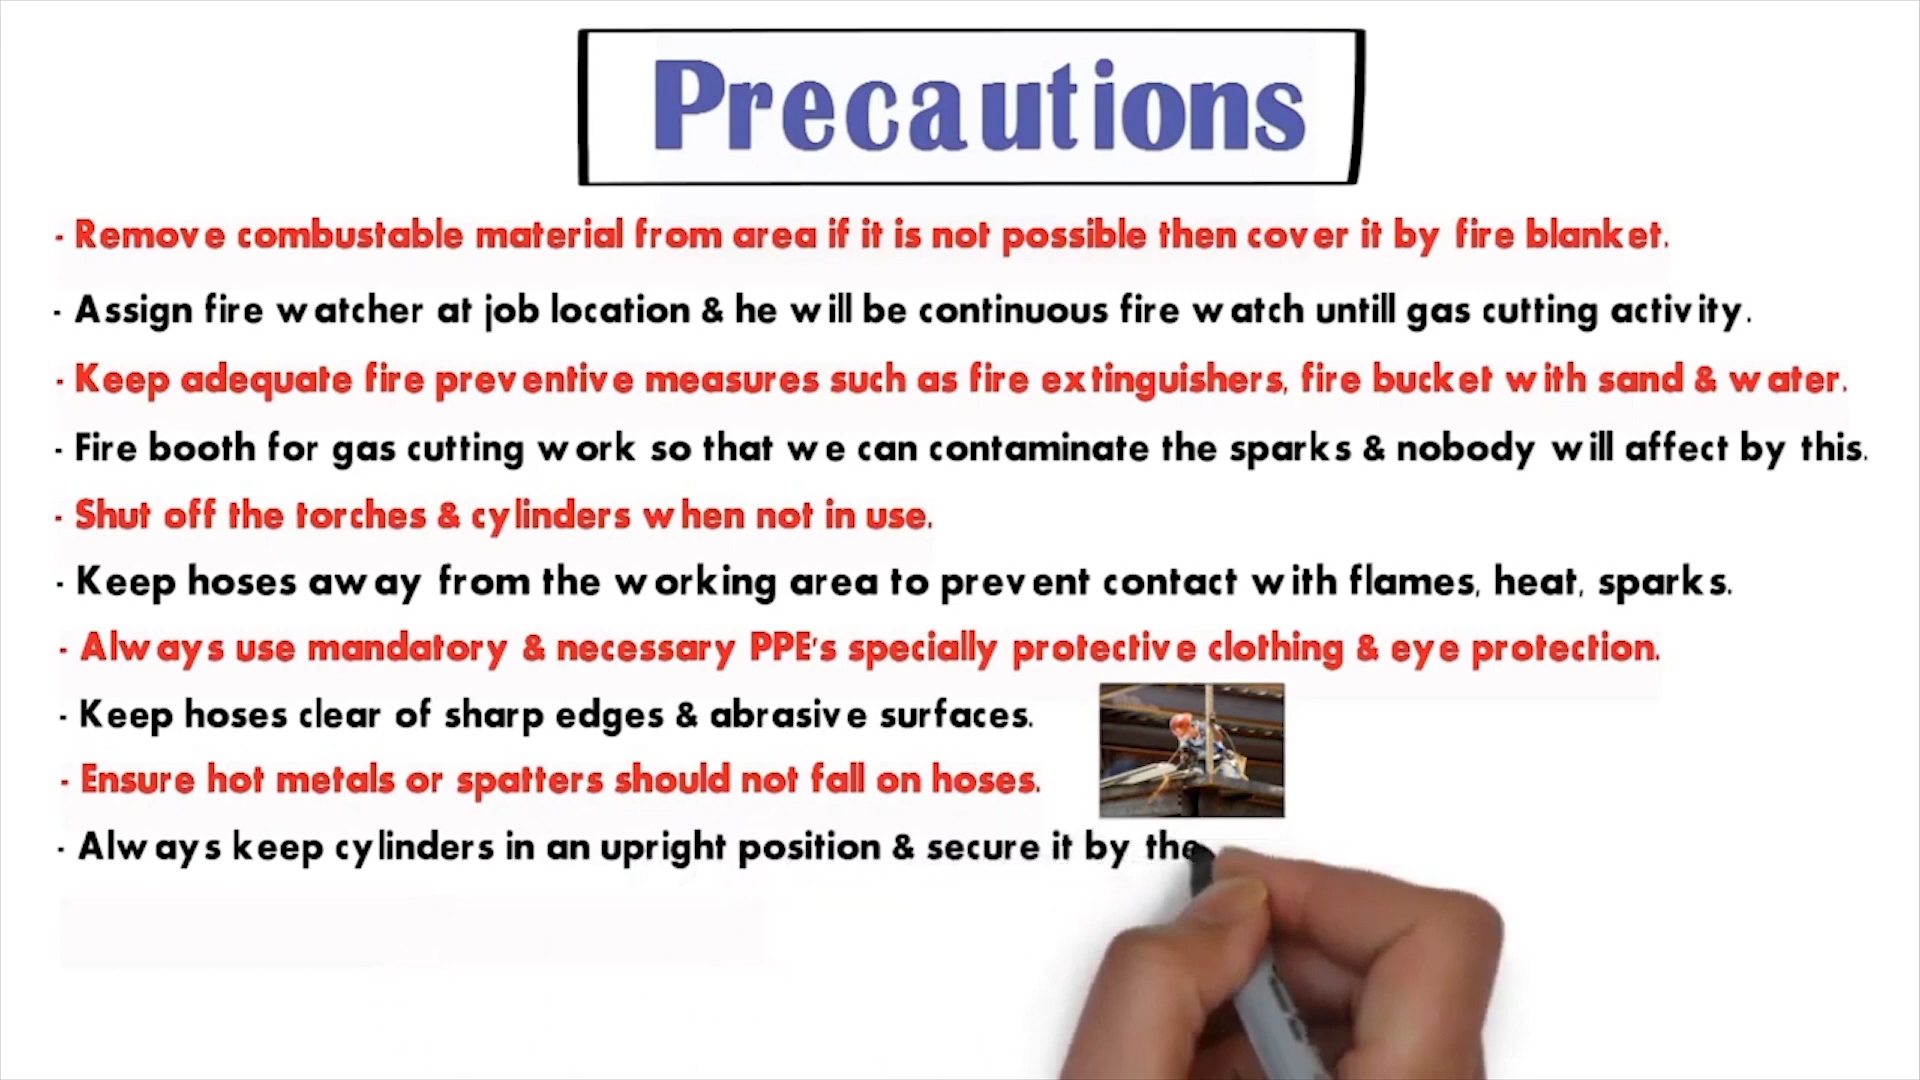 Precautions
- Remove combustable material from area if it is not possible then cover it by fire blanket.
- Assign fire watcher at job location & he will be continuous fire watch untill gas cutting activity.
- Keep adequate fire preventive measures such as fire extinguishers, fire bucket with sand & water.
- Fire booth for gas cutting work so that we can contaminate the sparks & nobody will affect by this.
- Shut off the torches & cylinders when not in use.
- Keep hoses away from the working area to prevent contact with flames, heat, sparks.
- Always use mandatory & necessary PPE's specially protective clothing & eye protection.
- Keep hoses clear of sharp edges & abrasive surfaces.
- Ensure hot metals or spatters should not fall on hoses.
- Always keep cylinders in an upright position & secure it by the